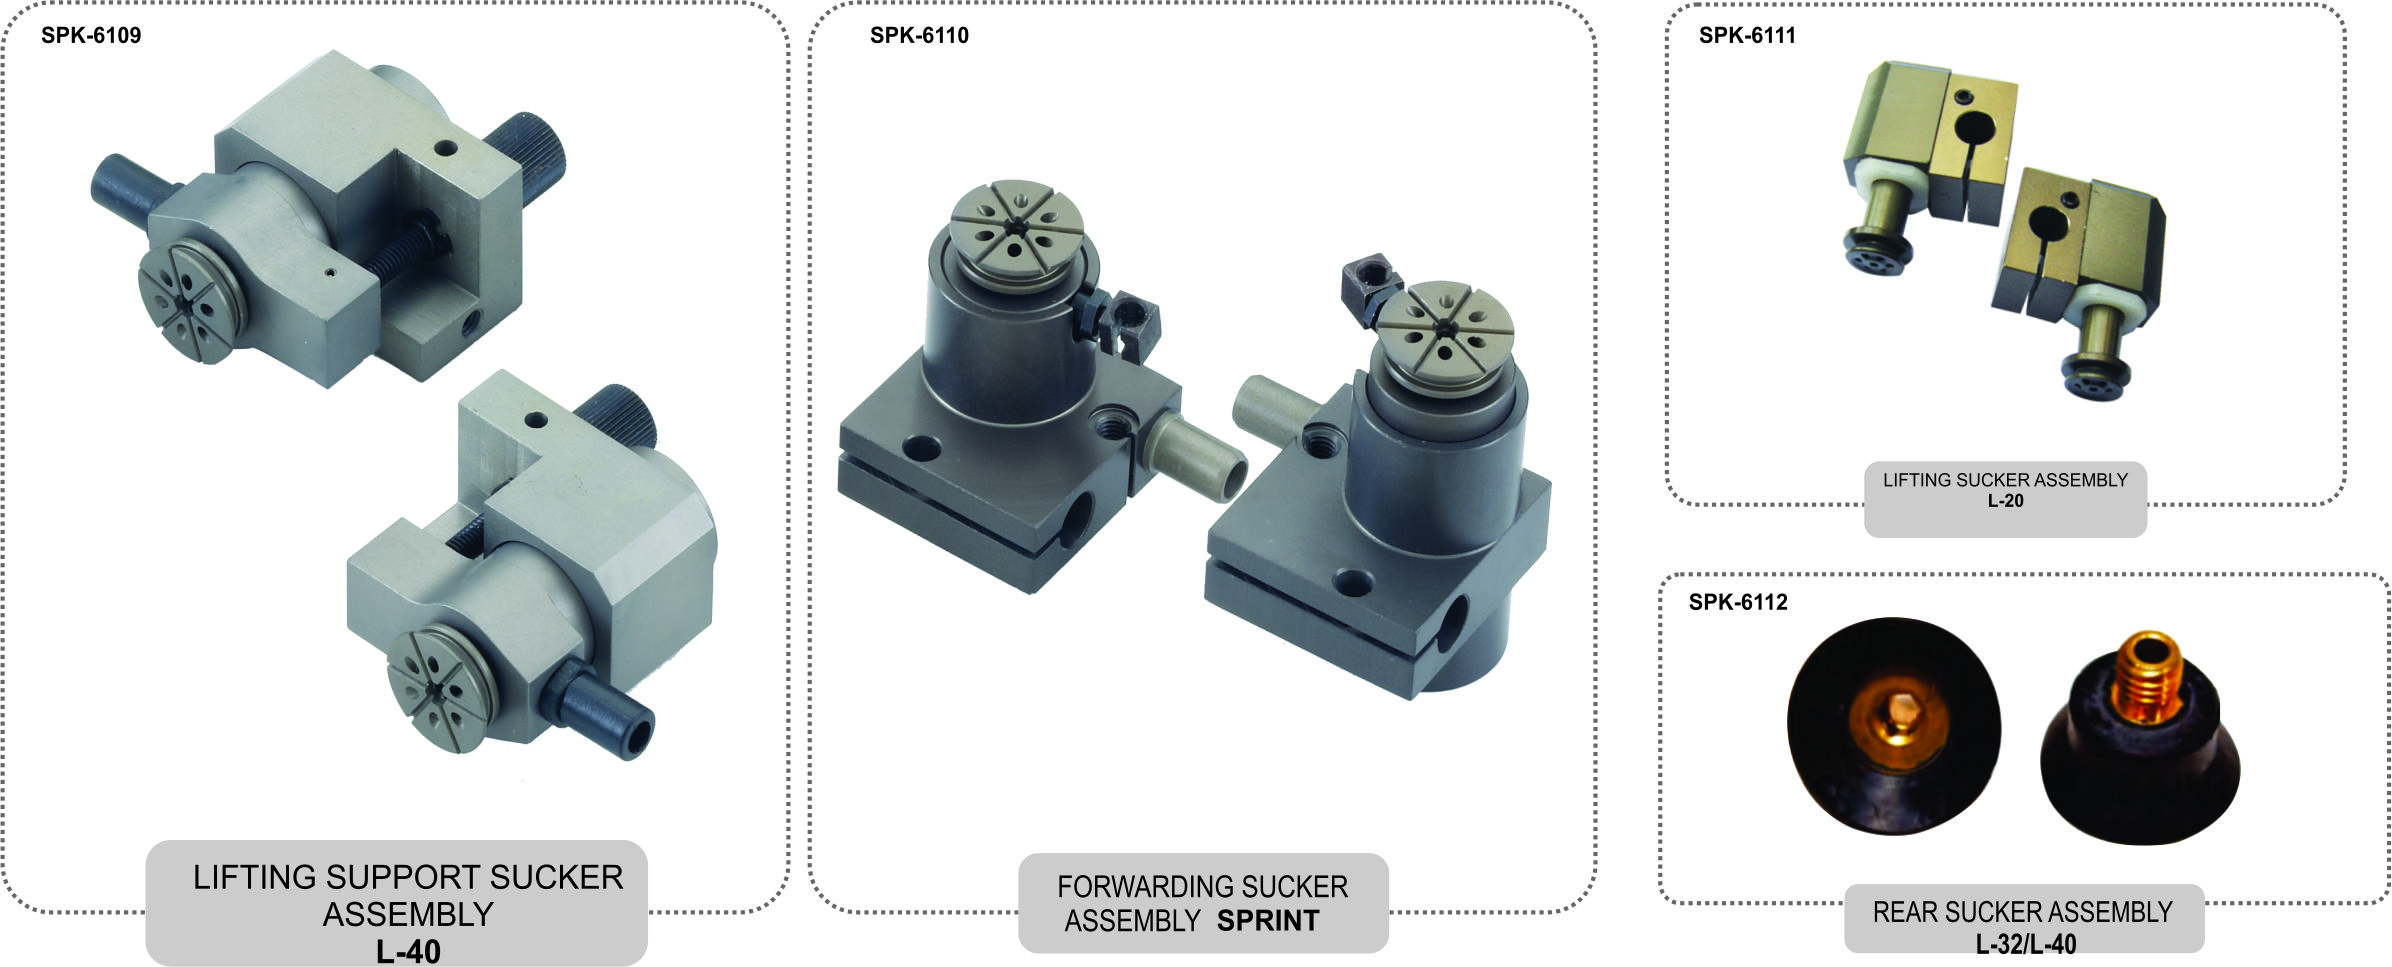 SPK-6109
LIFTING SUPPORT SUCKER
ASSEMBLY
L-40
SPK-6110
FORWARDING SUCKER
ASSEMBLY SPRINT
SPK-6111
LIFTING SUCKER ASSEMBLY
L-20
SPK-6112
REAR SUCKER ASSEMBLY
L-32/L-40